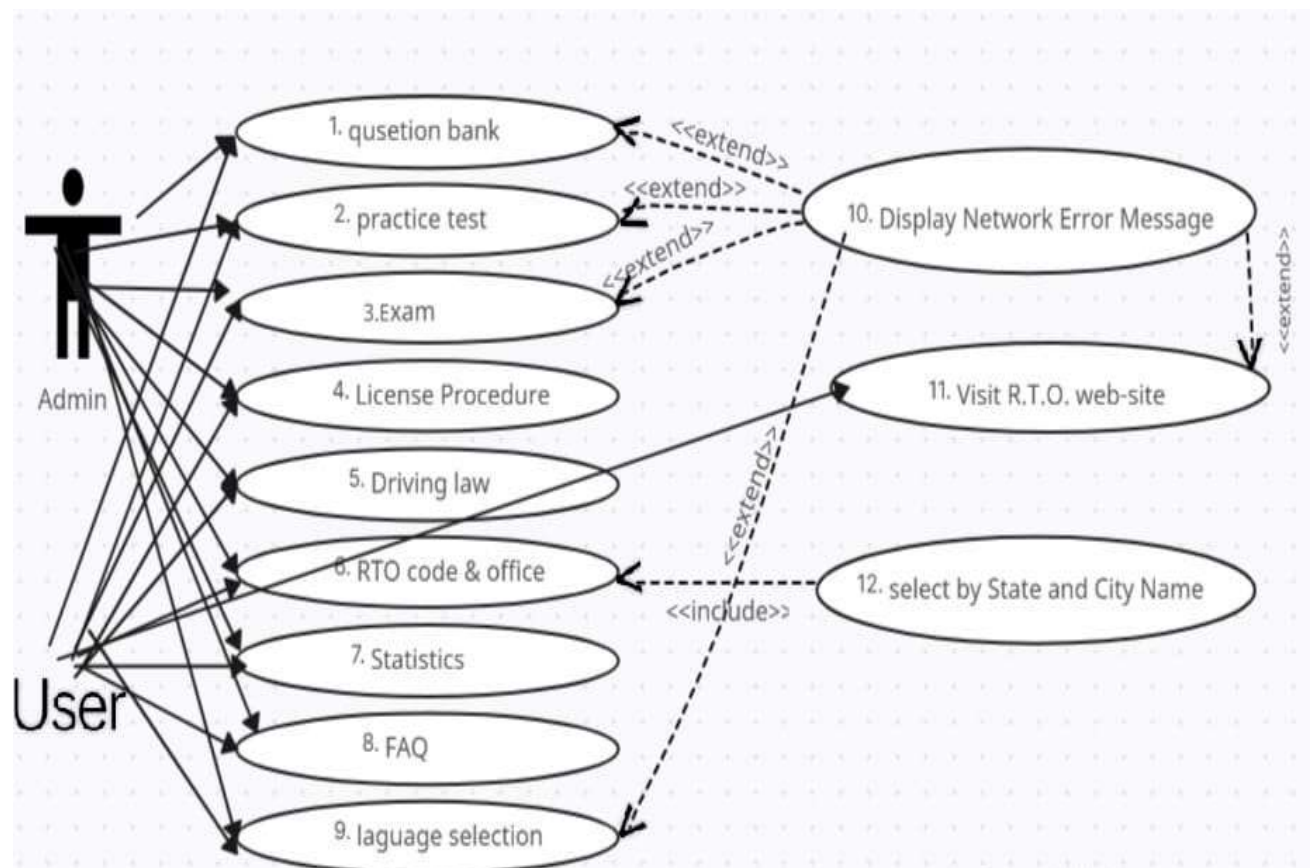 1. qusetion bank
<<extend>>
2. practice test
<<extend>>
10. Display Network Error Message
<<extend>>
3.Exam
<<extend>>
Admin
4. License Procedure
11. Visit R.T.O. web-site
5. Driving law
<<extend>>
6. RTO code & office
12. select by State and City Name
<<include>>
7. Statistics
User
8. FAQ
9. laguage selection